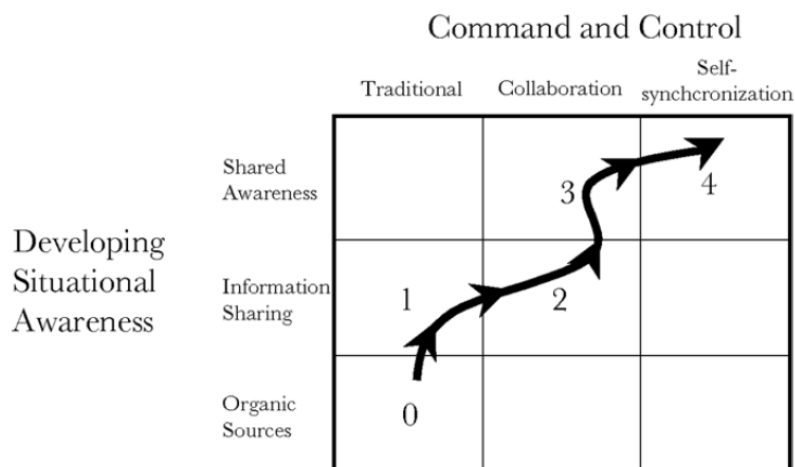 Command and Control
Traditional
Collaboration
Self-
synchcronization
Shared
Awareness
3
4
Developing
Situational
Awareness
Information
Sharing
1
2
Organic
Sources
0